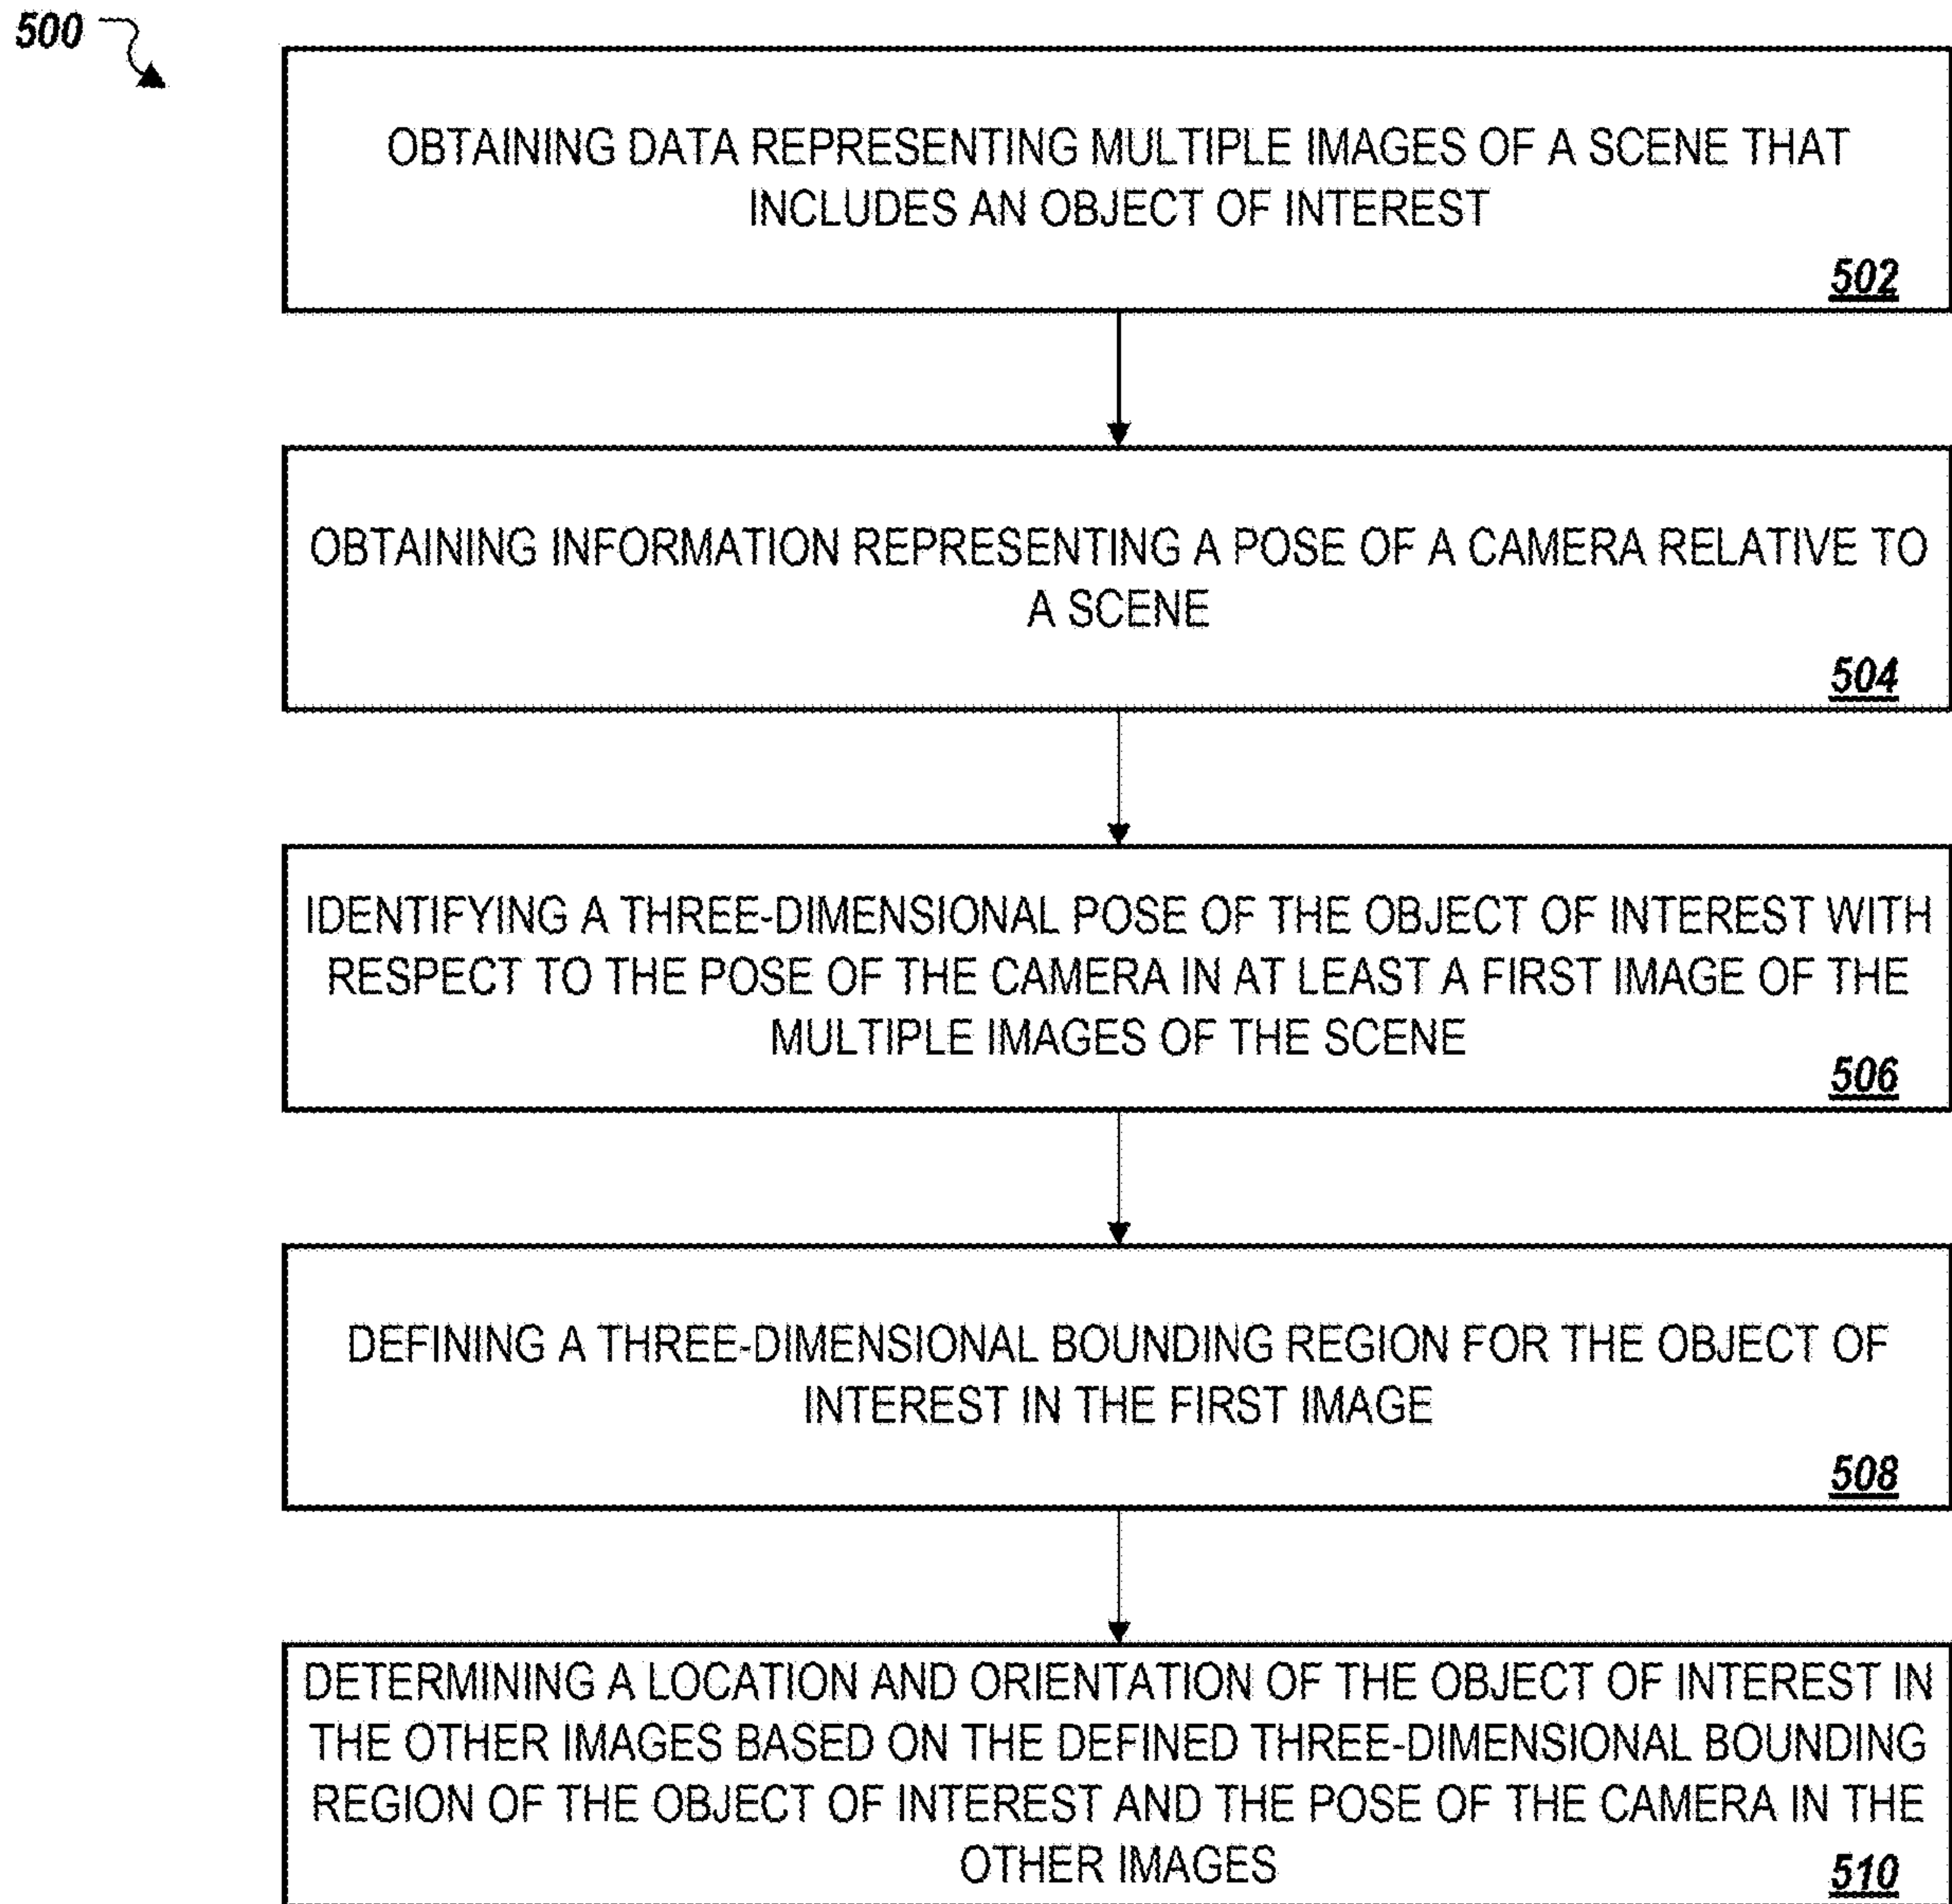 500
OBTAINING DATA REPRESENTING MULTIPLE IMAGES OF A SCENE THAT
INCLUDES AN OBJECT OF INTEREST
502
OBTAINING INFORMATION REPRESENTING A POSE OF A CAMERA RELATIVE TO
A SCENE
504
IDENTIFYING A THREE-DIMENSIONAL POSE OF THE OBJECT OF INTEREST WITH
RESPECT TO THE POSE OF THE CAMERA IN AT LEAST A FIRST IMAGE OF THE
MULTIPLE IMAGES OF THE SCENE
506
DEFINING A THREE-DIMENSIONAL BOUNDING REGION FOR THE OBJECT OF
INTEREST IN THE FIRST IMAGE
508
DETERMINING A LOCATION AND ORIENTATION OF THE OBJECT OF INTEREST IN
THE OTHER IMAGES BASED ON THE DEFINED THREE-DIMENSIONAL BOUNDING
REGION OF THE OBJECT OF INTEREST AND THE POSE OF THE CAMERA IN THE
OTHER IMAGES
510